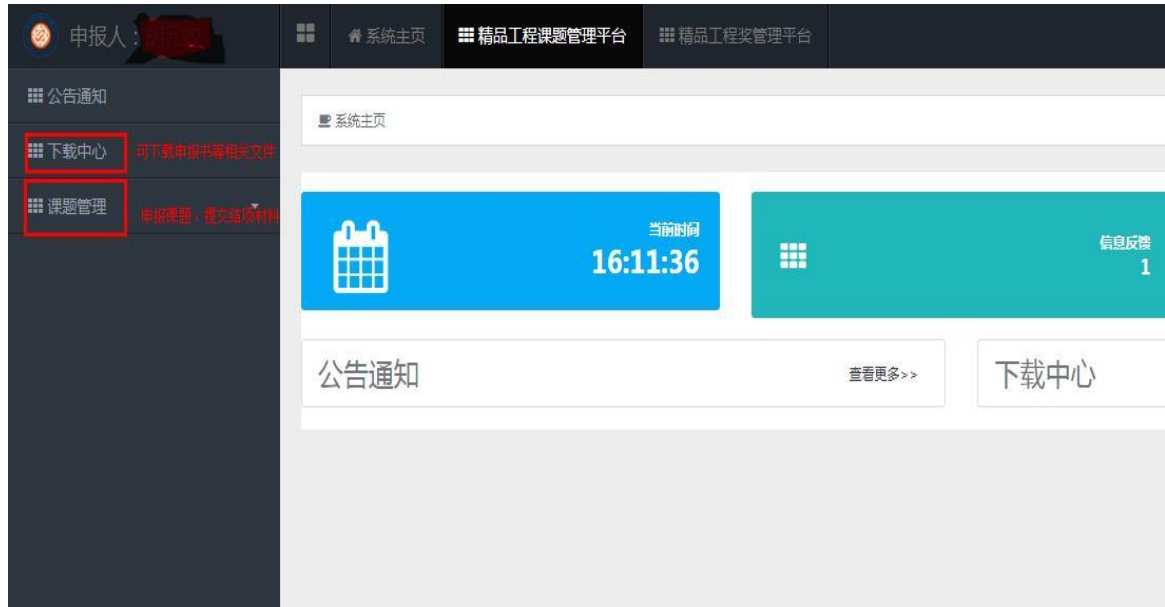 申报人：
系统主页
精品工程课题管理平台
精品工程奖管理平台
公告通知
下载中心
可下载申报书等相关文件
课题管理
申报课题、提交结项材料
系统主页
当前时间
16:11:36
信息反馈
1
公告通知
查看更多>>
下载中心